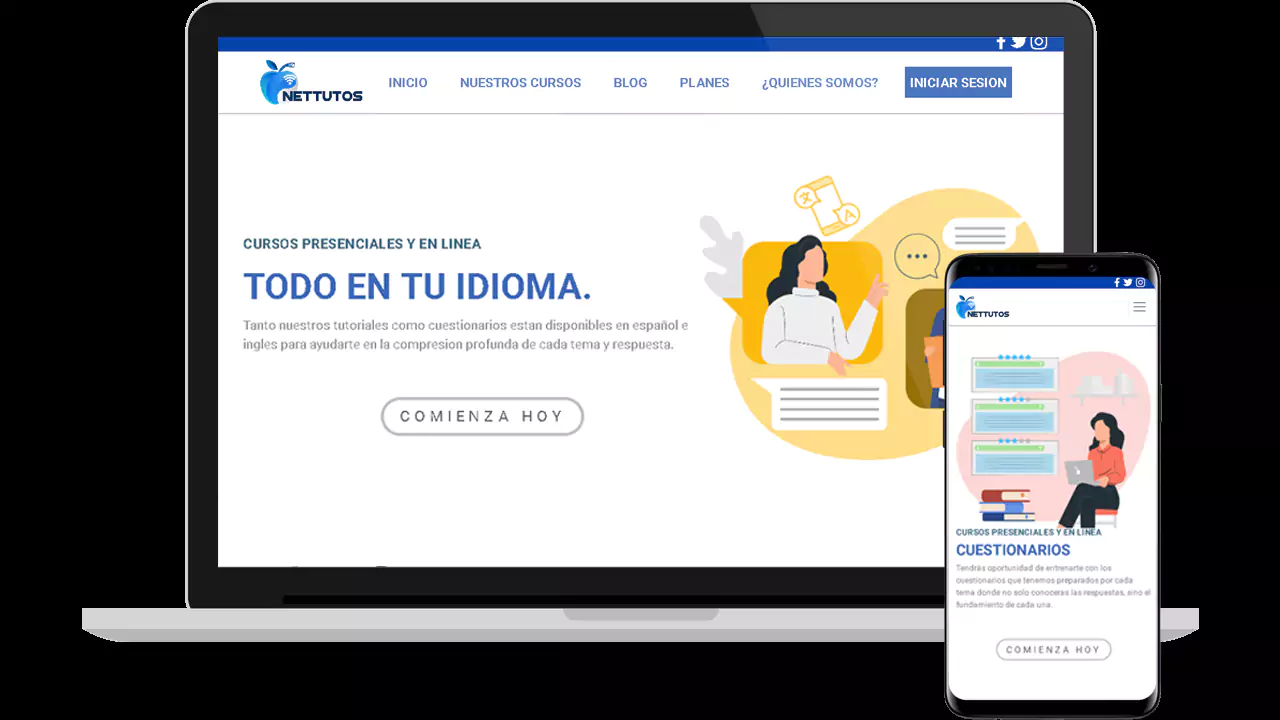 NETTUTOS
INICIO
NUESTROS CURSOS
BLOG
PLANES
¿QUIENES SOMOS?
INICIAR SESION
CURSOS PRESENCIALES Y EN LINEA
TODO EN TU IDIOMA.
Tanto nuestros tutoriales como cuestionarios estan disponibles en español e
ingles para ayudarte en la compresion profunda de cada tema y respuesta.
COMIENZA HOY
NETTUTOS
CURSOS PRESENCIALES Y EN LINEA
CUESTIONARIOS
Tendrás oportunidad de entrenarte con los
cuestionarios que tenemos preparados por cada
tema donde no solo conoceras las respuestas, sino el
fundamento de cada una.
COMIENZA HOY